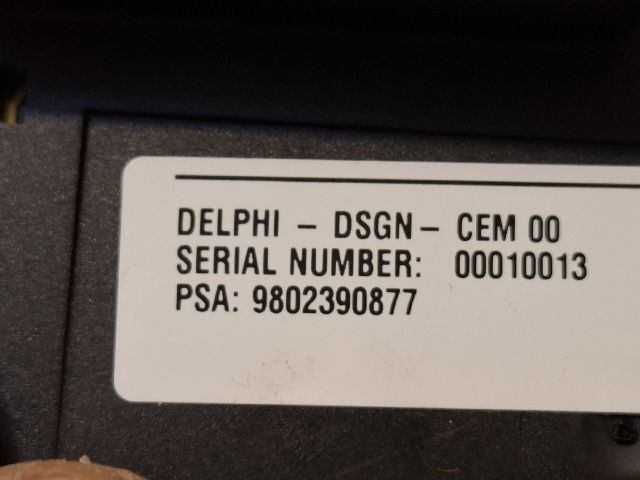 DELPHI - DSGN - CEM 00
SERIAL NUMBER: 00010013
PSA: 9802390877